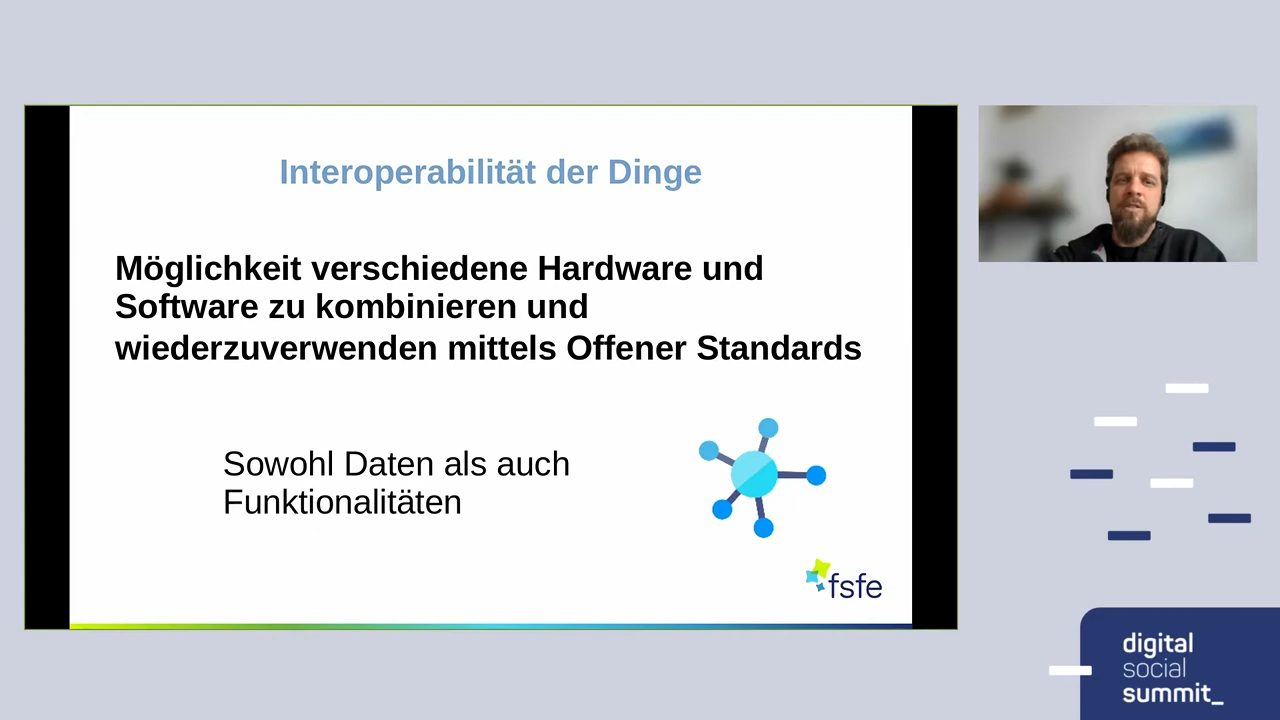 Interoperabilität der Dinge
Möglichkeit verschiedene Hardware und
Software zu kombinieren und
wiederzuverwenden mittels Offener Standards
Sowohl Daten als auch
Funktionalitäten
fsfe
digital
social
summit_